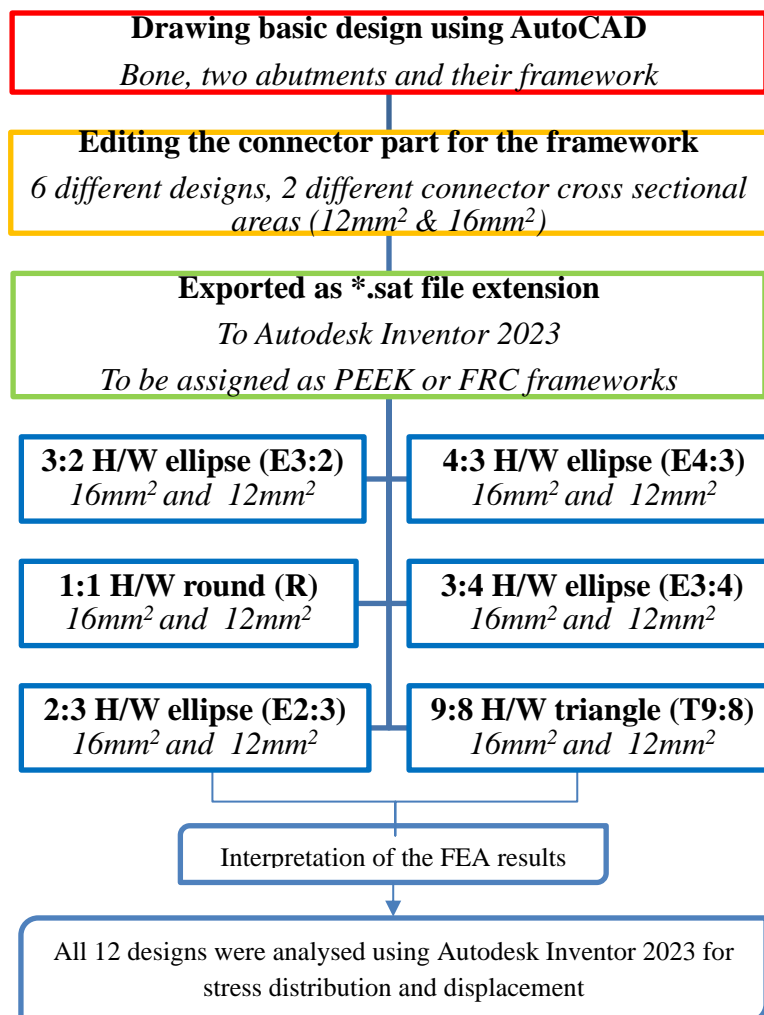 Drawing basic design using AutoCAD
Bone, two abutments and their framework
Editing the connector part for the framework
6 different designs, 2 different connector cross sectional
areas (12mm² & 16mm²)
Exported as *.sat file extension
To Autodesk Inventor 2023
To be assigned as PEEK or FRC frameworks
3:2 H/W ellipse (E3:2)
16mm² and 12mm²
4:3 H/W ellipse (E4:3)
16mm² and 12mm²
1:1 H/W round (R)
16mm² and 12mm²
3:4 H/W ellipse (E3:4)
16mm² and 12mm²
2:3 H/W ellipse (E2:3)
16mm² and 12mm²
9:8 H/W triangle (T9:8)
16mm² and 12mm²
Interpretation of the FEA results
All 12 designs were analysed using Autodesk Inventor 2023 for
stress distribution and displacement